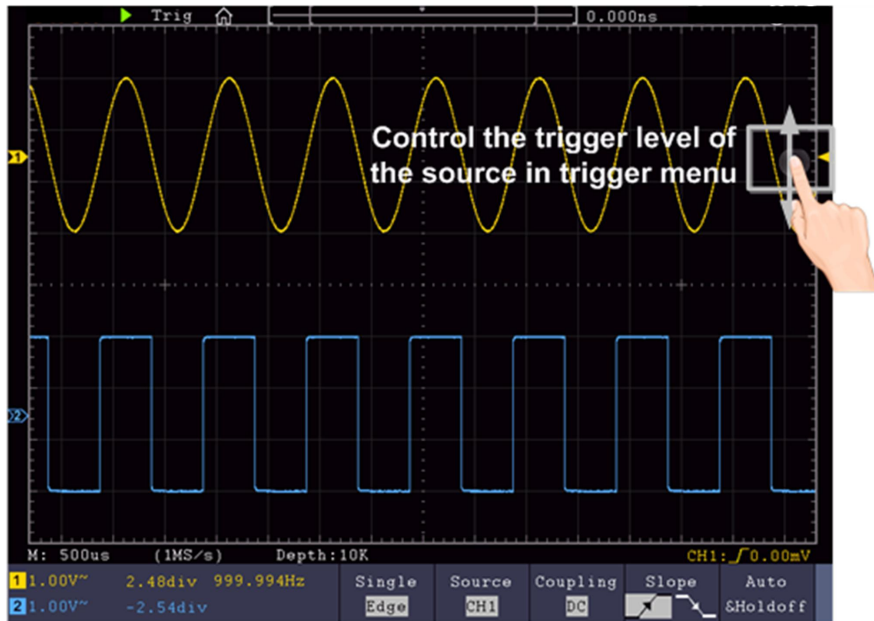 Trig 0.000ns
1
Control the trigger level of
the source in trigger menu
2
M: 500us (1MS/s) Depth:10K CH1: 0.00mV
1 1.00V~ 2.48div 999.994Hz
2 1.00V~ -2.54div
Single
Edge
Source
CH1
Coupling
DC
Slope
Auto
&Holdoff